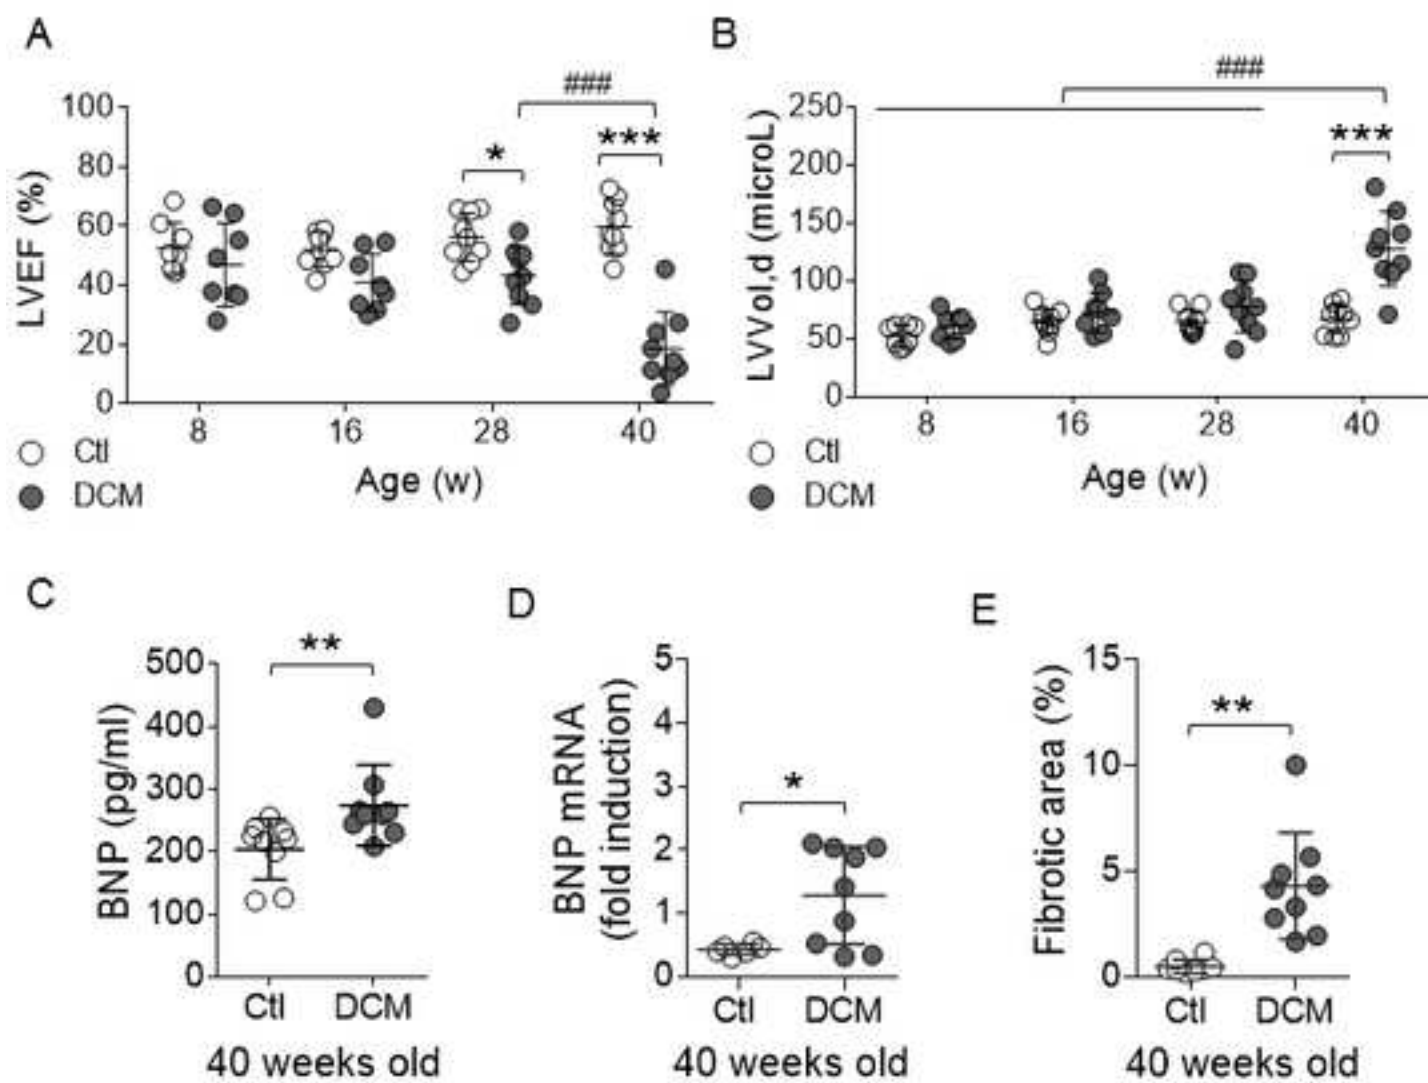 A
B
###
###
100
80
60
40
20
0
LVEF (%)
*
***
8
16
28
40
Ctl
DCM
Age (w)
250
200
150
100
50
0
LVVol,d (microL)
***
8
16
28
40
Ctl
DCM
Age (w)
C
D
E
**
500
400
300
200
100
0
BNP (pg/ml)
Ctl
DCM
40 weeks old
*
5
4
3
2
1
0
BNP mRNA
(fold induction)
Ctl
DCM
40 weeks old
**
15
10
5
0
Fibrotic area (%)
Ctl
DCM
40 weeks old